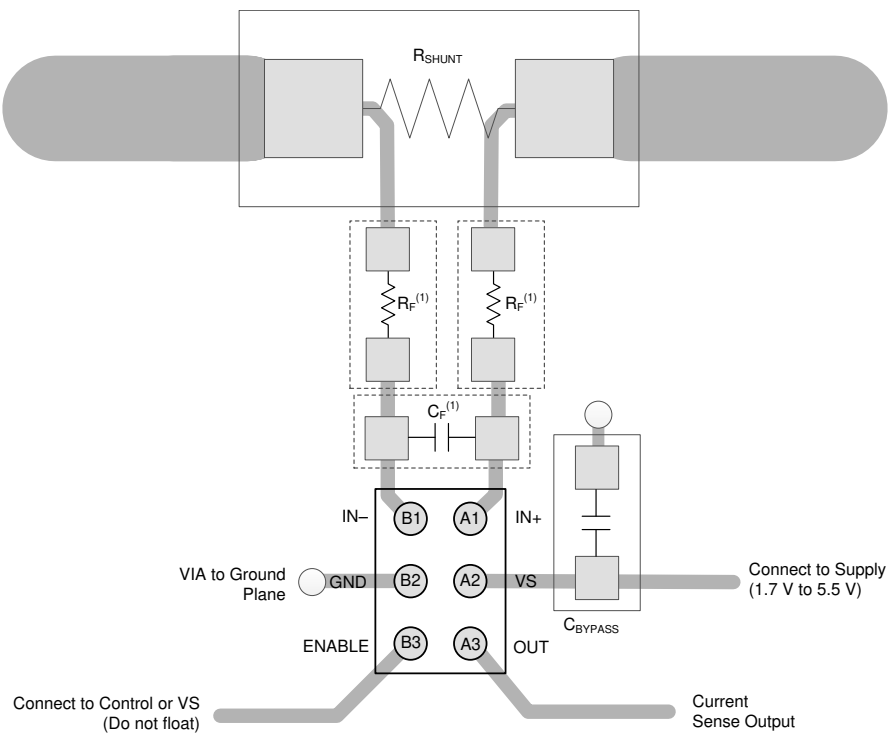 RSHUNT
RF(1)
RF(1)
CF(1)
IN–
B1
A1
IN+
VIA to Ground
Plane
GND
B2
A2
VS
Connect to Supply
(1.7 V to 5.5 V)
CBYPASS
ENABLE
B3
A3
OUT
Connect to Control or VS
(Do not float)
Current
Sense Output